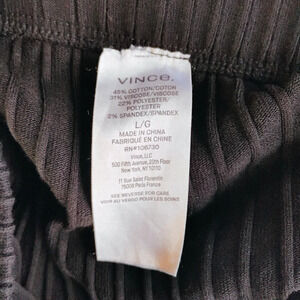 VINCE.
45% COTTON/COTON
31% VISCOSE/VISCOSE
22% POLYESTER/
POLYESTER
2% SPANDEX/SPANDEX
L/G
MADE IN CHINA
FABRIQUÉ EN CHINE
RN#106730
Vince, LLC
500 Fifth Avenue, 20th Floor
New York, NY 10110
11 Rue Saint Florentin
75008 Paris France
SEE REVERSE FOR CARE
VOIR AU VERSO POUR LES SOINS